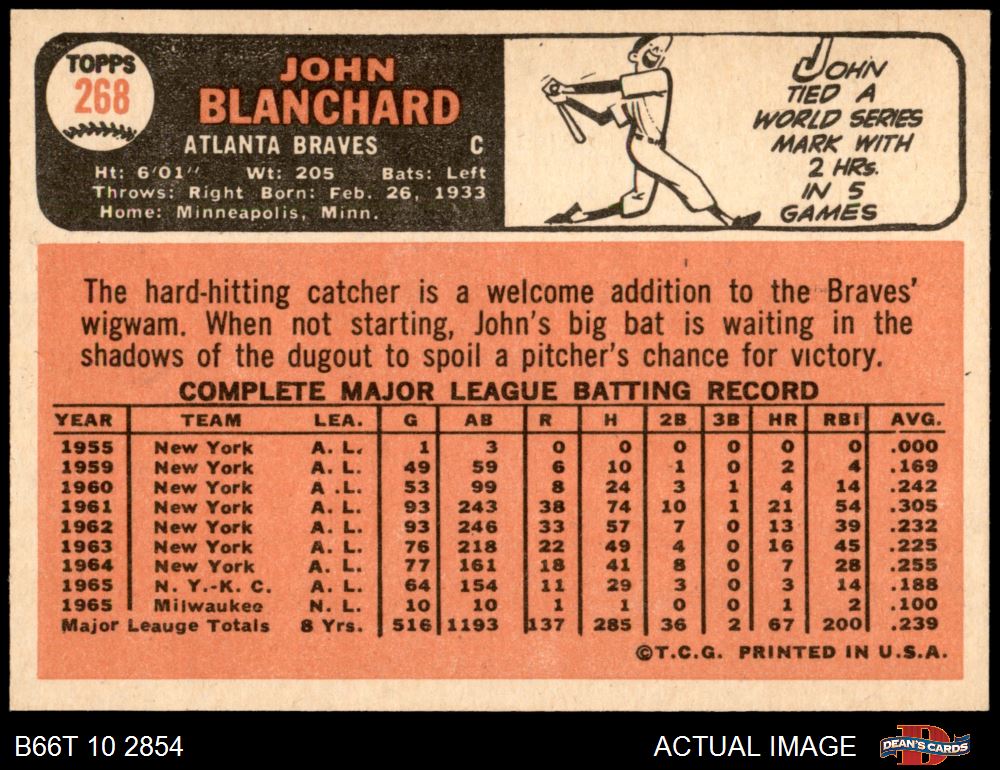 TOPPS
268
JOHN
BLANCHARD
ATLANTA BRAVES C
Ht: 6'01" Wt: 205 Bats: Left
Throws: Right Born: Feb. 26, 1933
Home: Minneapolis, Minn.
JOHN
TIED A
WORLD SERIES
MARK WITH
2 HRs.
IN 5
GAMES
The hard-hitting catcher is a welcome addition to the Braves'
wigwam. When not starting, John's big bat is waiting in the
shadows of the dugout to spoil a pitcher's chance for victory.
COMPLETE MAJOR LEAGUE BATTING RECORD
YEAR TEAM LEA. G AB R H 2B 3B HR RBI AVG.
1955 New York A. L. 1 3 0 0 0 0 0 0 .000
1959 New York A. L. 49 59 6 10 1 0 2 4 .169
1960 New York A .L. 53 99 8 24 3 1 4 14 .242
1961 New York A. L. 93 243 38 74 10 1 21 54 .305
1962 New York A. L. 93 246 33 57 7 0 13 39 .232
1963 New York A. L. 76 218 22 49 4 0 16 45 .225
1964 New York A. L. 77 161 18 41 8 0 7 28 .255
1965 N. Y.-K. C. A. L. 64 154 11 29 3 0 3 14 .188
1965 Milwaukee N. L. 10 10 1 1 0 0 1 2 .100
Major Leauge Totals 8 Yrs. 516 1193 137 285 36 2 67 200 .239
©T.C.G. PRINTED IN U.S.A.
B66T 10 2854
ACTUAL IMAGE
D
DEAN'S CARDS